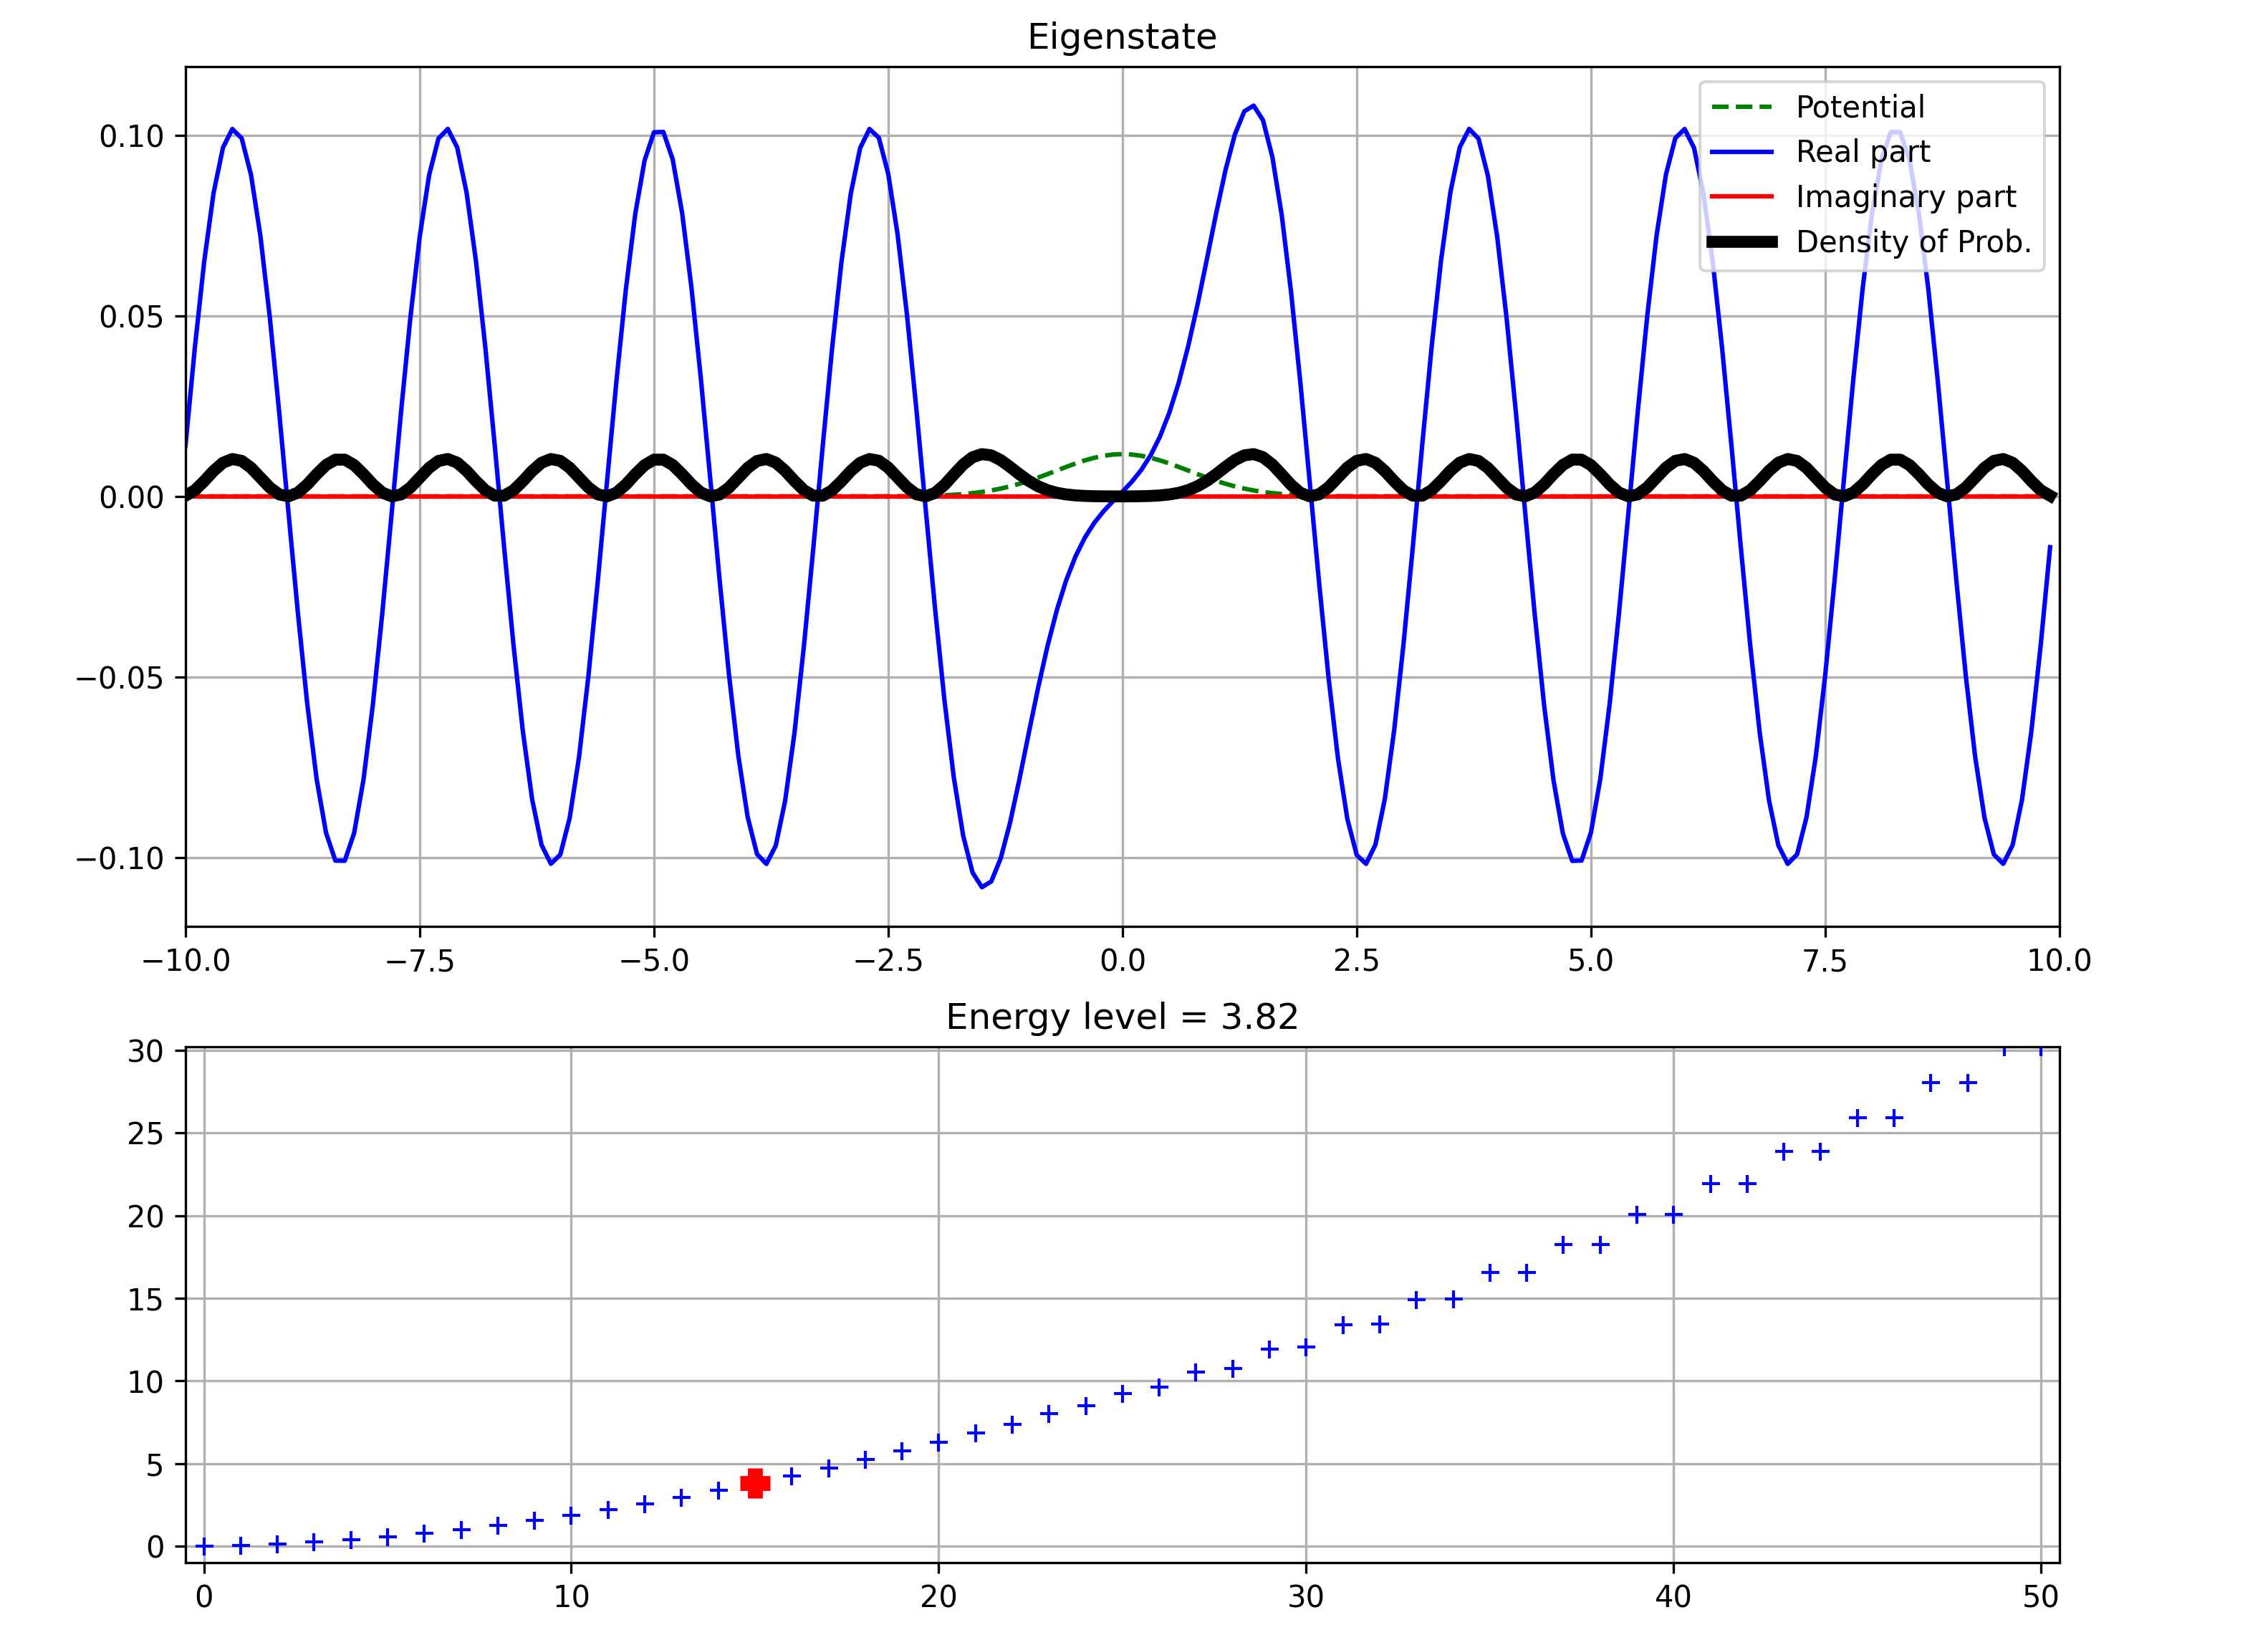 Eigenstate
Potential
Real part
Imaginary part
Density of Prob.
0.10
0.05
0.00
−0.05
−0.10
−10.0 −7.5 −5.0 −2.5 0.0 2.5 5.0 7.5 10.0
Energy level = 3.82
30
25
20
15
10
5
0
0 10 20 30 40 50